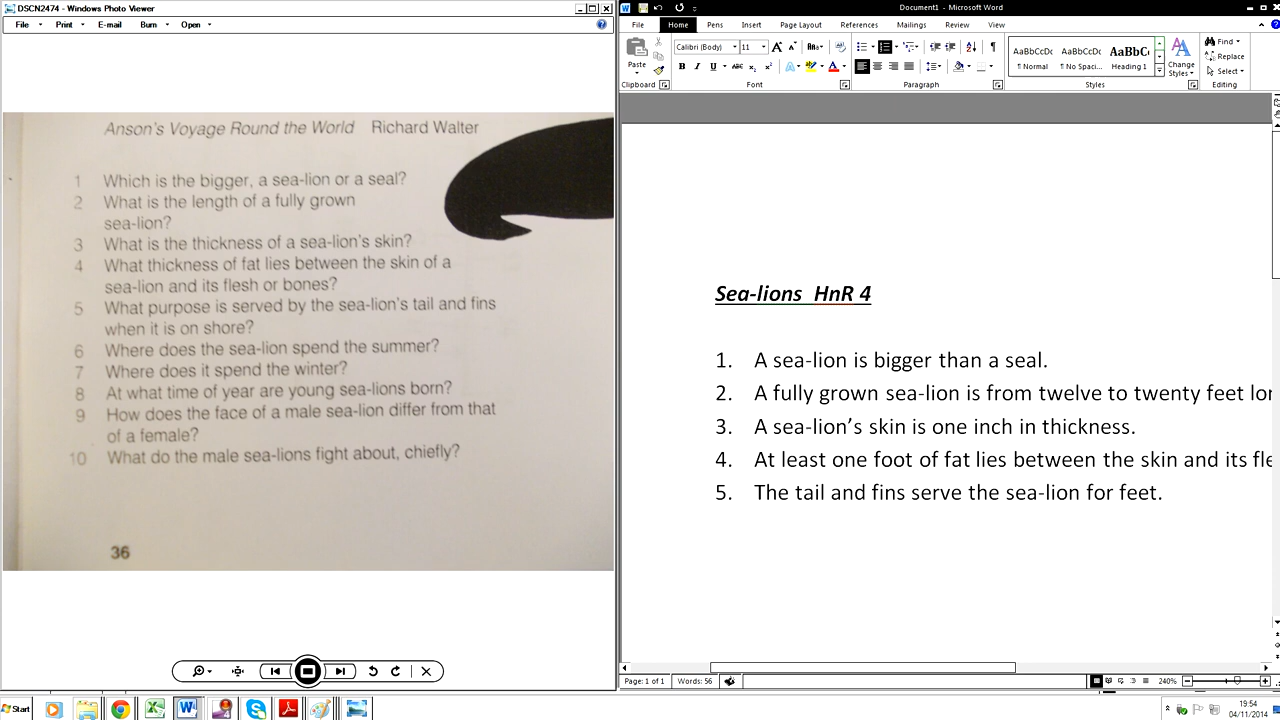 DSCN2474 - Windows Photo Viewer
File Print E-mail Burn Open
Anson's Voyage Round the World Richard Walter
1 Which is the bigger, a sea-lion or a seal?
2 What is the length of a fully grown
sea-lion?
3 What is the thickness of a sea-lion's skin?
4 What thickness of fat lies between the skin of a
sea-lion and its flesh or bones?
5 What purpose is served by the sea-lion's tail and fins
when it is on shore?
6 Where does the sea-lion spend the summer?
7 Where does it spend the winter?
8 At what time of year are young sea-lions born?
9 How does the face of a male sea-lion differ from that
of a female?
10 What do the male sea-lions fight about, chiefly?
36
Document1 - Microsoft Word
File Home Pens Insert Page Layout References Mailings Review View
Calibri (Body) 11
Paste
B I U ABC x₂ x²
AaBbCcDc AaBbCcDc AaBbC
¶ Normal ¶ No Spaci... Heading 1
Change
Styles
Find
Replace
Select
Clipboard Font Paragraph Styles Editing
Sea-lions HnR 4
1. A sea-lion is bigger than a seal.
2. A fully grown sea-lion is from twelve to twenty feet lon
3. A sea-lion’s skin is one inch in thickness.
4. At least one foot of fat lies between the skin and its fle
5. The tail and fins serve the sea-lion for feet.
Page: 1 of 1 Words: 56 240%
Start
19:54
04/11/2014